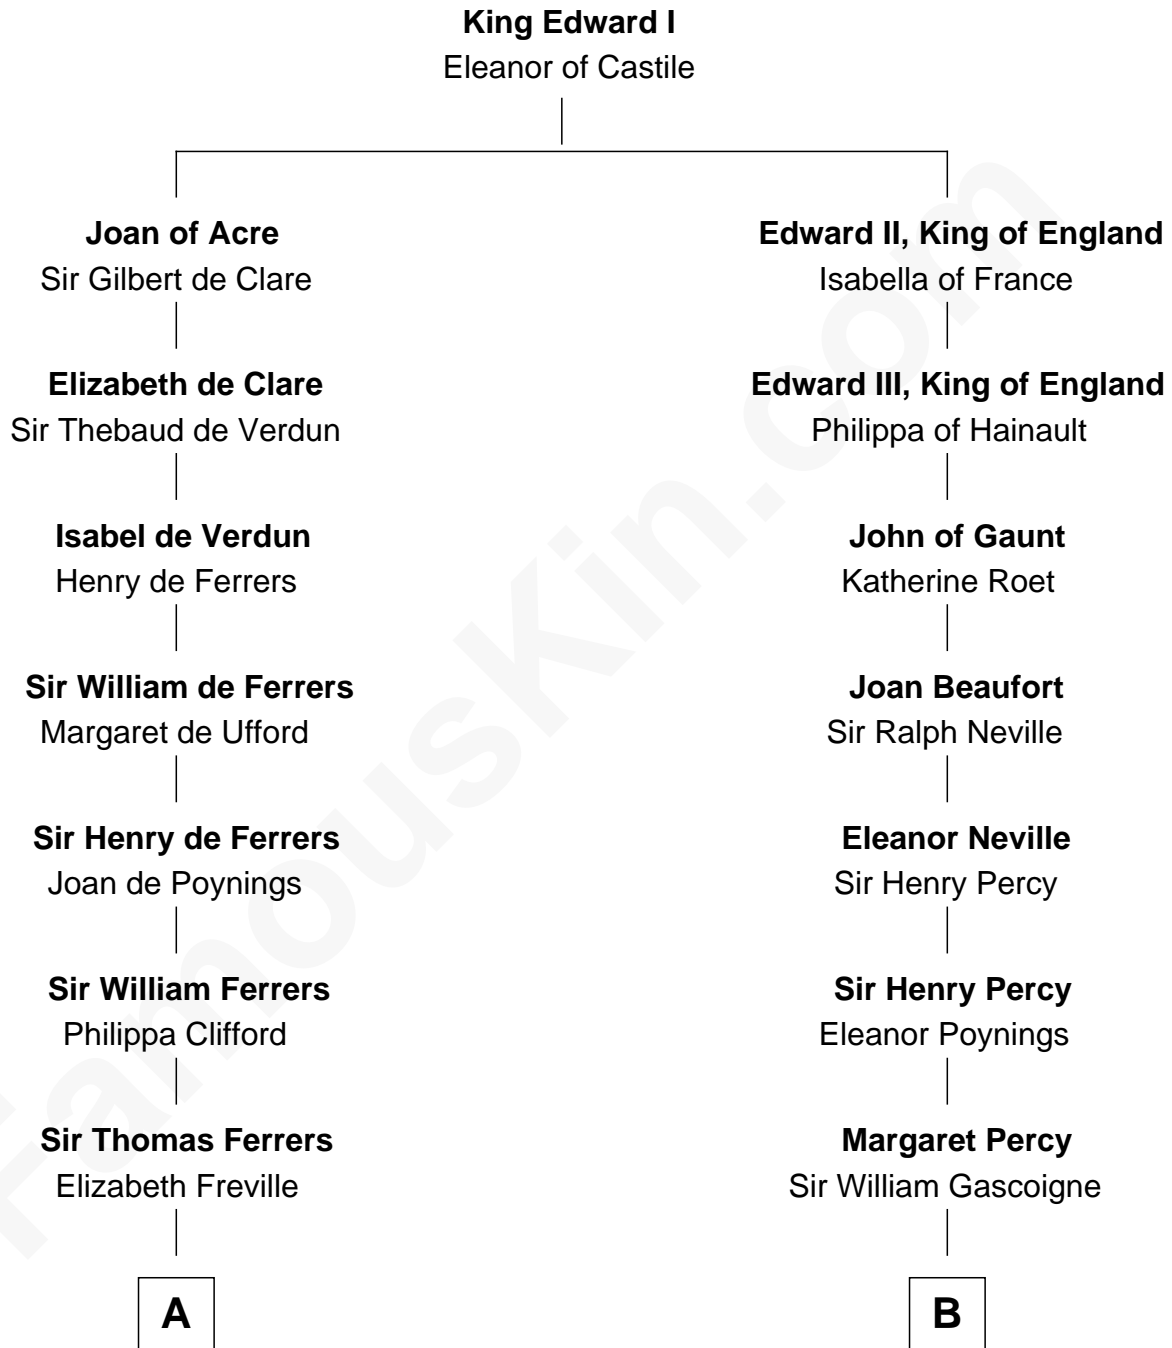 King Edward I
Eleanor of Castile
Joan of Acre
Sir Gilbert de Clare
Edward II, King of England
Isabella of France
Elizabeth de Clare
Sir Thebaud de Verdun
Edward III, King of England
Philippa of Hainault
Isabel de Verdun
Henry de Ferrers
John of Gaunt
Katherine Roet
Sir William de Ferrers
Margaret de Ufford
Joan Beaufort
Sir Ralph Neville
Sir Henry de Ferrers
Joan de Poynings
Eleanor Neville
Sir Henry Percy
Sir William Ferrers
Philippa Clifford
Sir Henry Percy
Eleanor Poynings
Sir Thomas Ferrers
Elizabeth Freville
Margaret Percy
Sir William Gascoigne
A
B
FamousKin.com